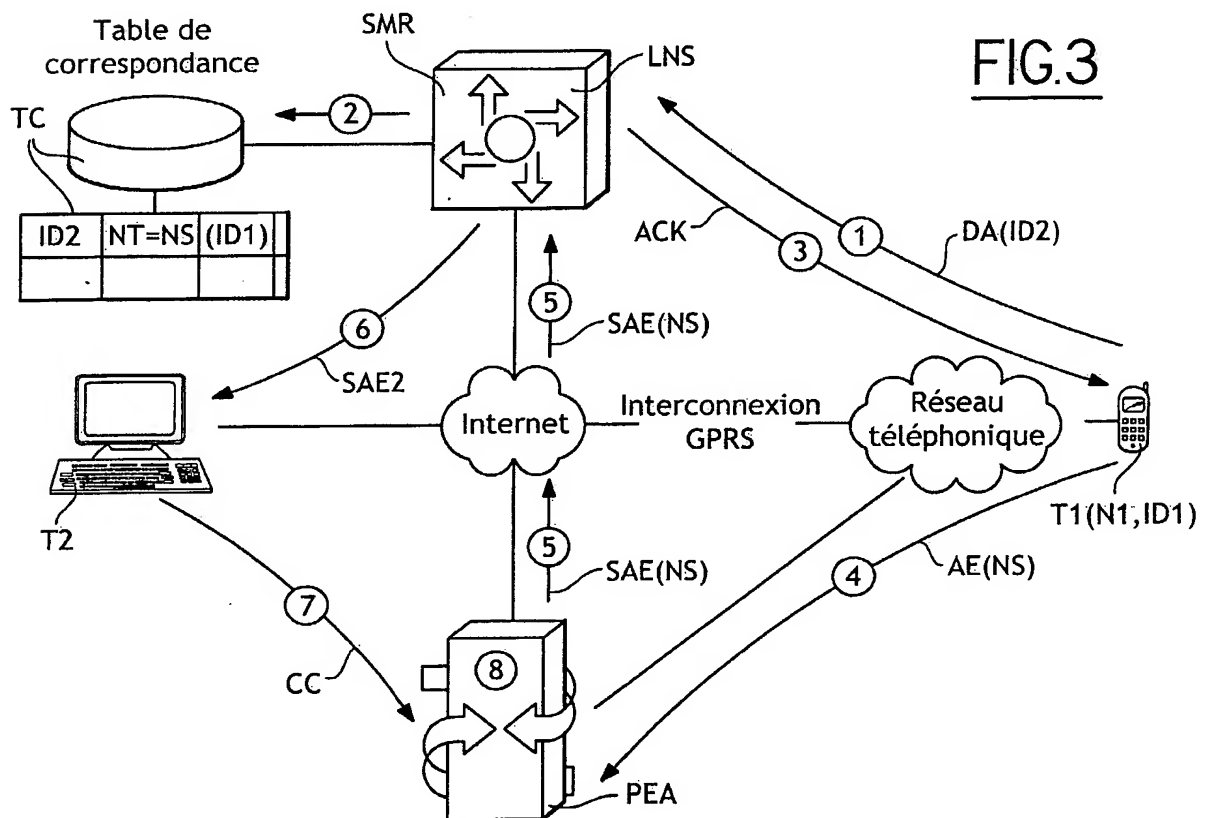 FIG.3
Table de
correspondance
SMR
LNS
TC
2
ID2 NT=NS (ID1)
ACK
3
1
DA(ID2)
5
SAE(NS)
6
SAE2
Internet
Interconnexion
GPRS
Réseau
téléphonique
T1(N1,ID1)
T2
5
SAE(NS)
4
AE(NS)
7
CC
8
PEA